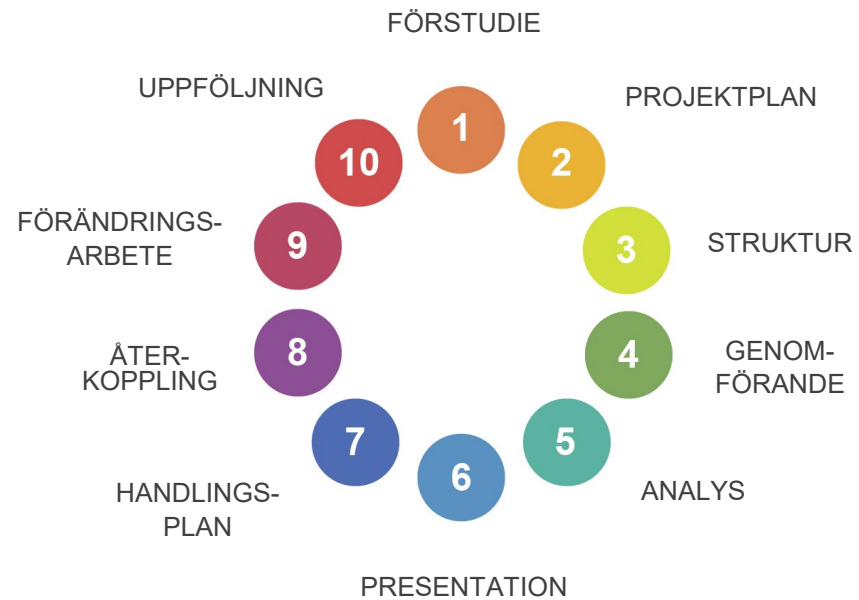 FÖRSTUDIE
1
PROJEKTPLAN
2
STRUKTUR
3
GENOM-
FÖRANDE
4
ANALYS
5
PRESENTATION
6
HANDLINGS-
PLAN
7
ÅTER-
KOPPLING
8
FÖRÄNDRINGS-
ARBETE
9
UPPFÖLJNING
10